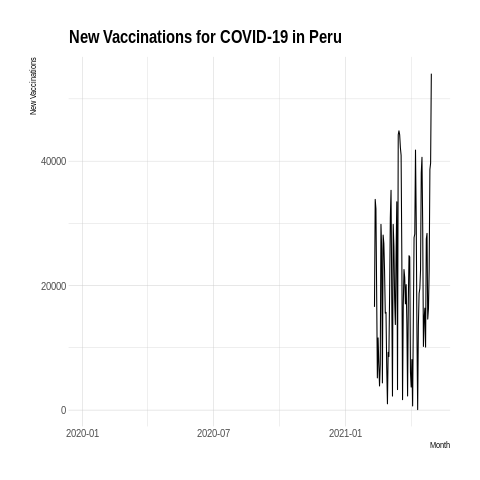 New Vaccinations for COVID-19 in Peru
New Vaccinations
40000
20000
0
2020-01
2020-07
2021-01
Month